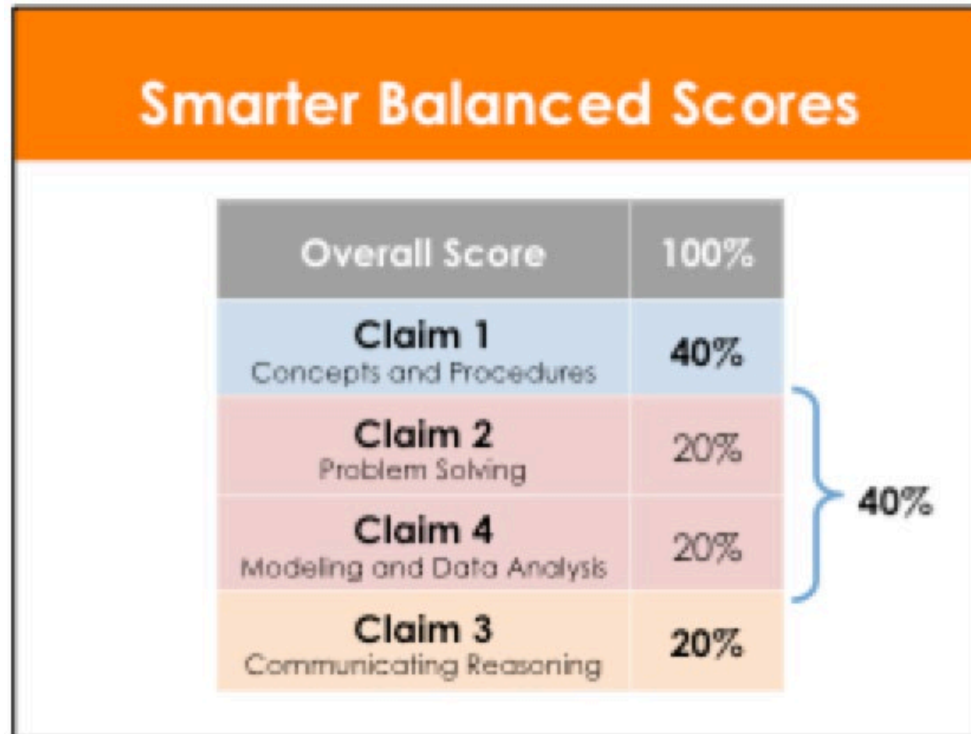 Smarter Balanced Scores
Overall Score 100%
Claim 1 40%
Concepts and Procedures
Claim 2 20%
Problem Solving
40%
Claim 4 20%
Modeling and Data Analysis
Claim 3 20%
Communicating Reasoning